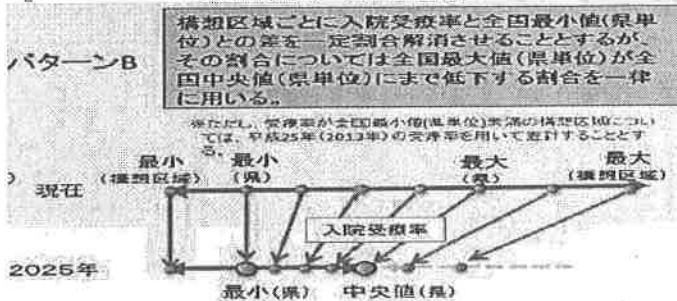 構想区域ごとに入院受療率と全国最小値(県単
位)との差を一定割合解消させることとするが、
その割合については全国最大値(県単位)が全
国中央値(県単位)にまで低下する割合を一律
に用いる。
パターンB
※ただし、受療率が全国最小値(県単位)未満の構想区域につい
ては、平成25年(2013年)の受療率を用いて推計することとす
る。
最小 最小 最大 最大
(構想区域) (県) (県) (構想区域)
現在
入院受療率
2025年
最小(県) 中央値(県)